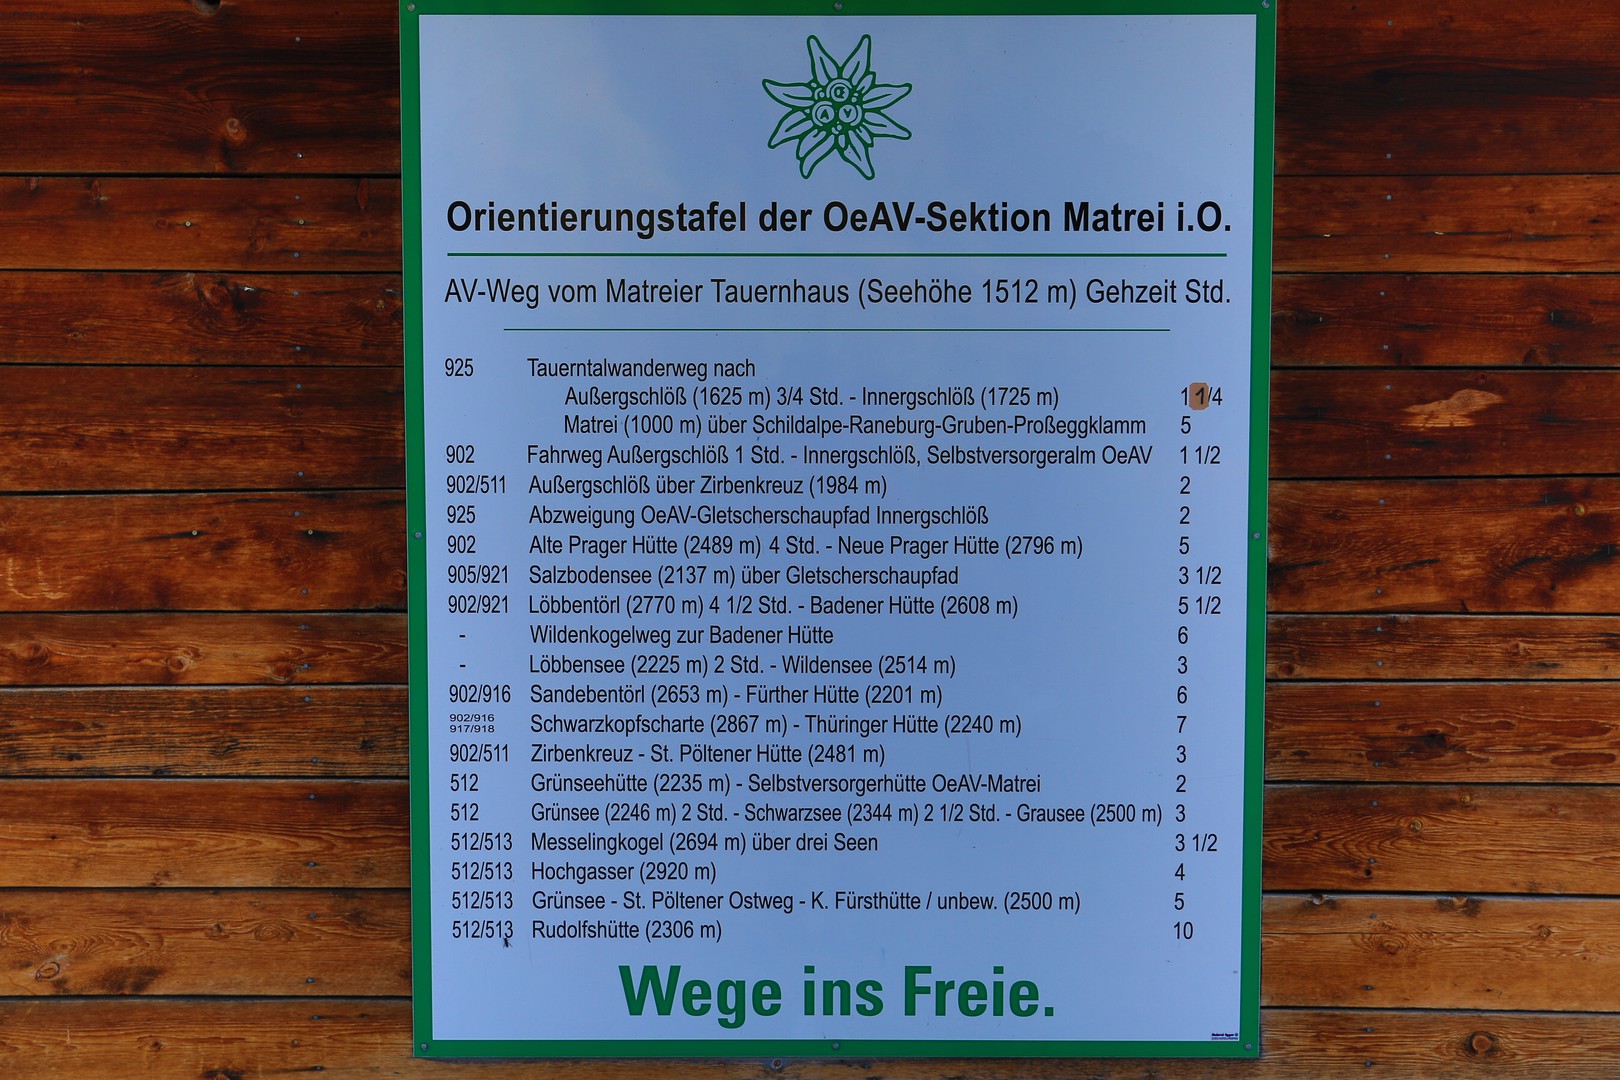 Orientierungstafel der OeAV-Sektion Matrei i.O.
AV-Weg vom Matreier Tauernhaus (Seehöhe 1512 m) Gehzeit Std.
925 Tauerntalwanderweg nach
Außergschlöß (1625 m) 3/4 Std. - Innergschlöß (1725 m) 1 1/4
Matrei (1000 m) über Schildalpe-Raneburg-Gruben-Proßeggklamm 5
902 Fahrweg Außergschlöß 1 Std. - Innergschlöß, Selbstversorgeralm OeAV 1 1/2
902/511 Außergschlöß über Zirbenkreuz (1984 m) 2
925 Abzweigung OeAV-Gletscherschaupfad Innergschlöß 2
902 Alte Prager Hütte (2489 m) 4 Std. - Neue Prager Hütte (2796 m) 5
905/921 Salzbodensee (2137 m) über Gletscherschaupfad 3 1/2
902/921 Löbbentörl (2770 m) 4 1/2 Std. - Badener Hütte (2608 m) 5 1/2
- Wildenkogelweg zur Badener Hütte 6
- Löbbensee (2225 m) 2 Std. - Wildensee (2514 m) 3
902/916 Sandebentörl (2653 m) - Fürther Hütte (2201 m) 6
902/916 917/918 Schwarzkopfscharte (2867 m) - Thüringer Hütte (2240 m) 7
902/511 Zirbenkreuz - St. Pöltener Hütte (2481 m) 3
512 Grünseehütte (2235 m) - Selbstversorgerhütte OeAV-Matrei 2
512 Grünsee (2246 m) 2 Std. - Schwarzsee (2344 m) 2 1/2 Std. - Grausee (2500 m) 3
512/513 Messelingkogel (2694 m) über drei Seen 3 1/2
512/513 Hochgasser (2920 m) 4
512/513 Grünsee - St. Pöltener Ostweg - K. Fürsthütte / unbew. (2500 m) 5
512/513 Rudolfshütte (2306 m) 10
Wege ins Freie.